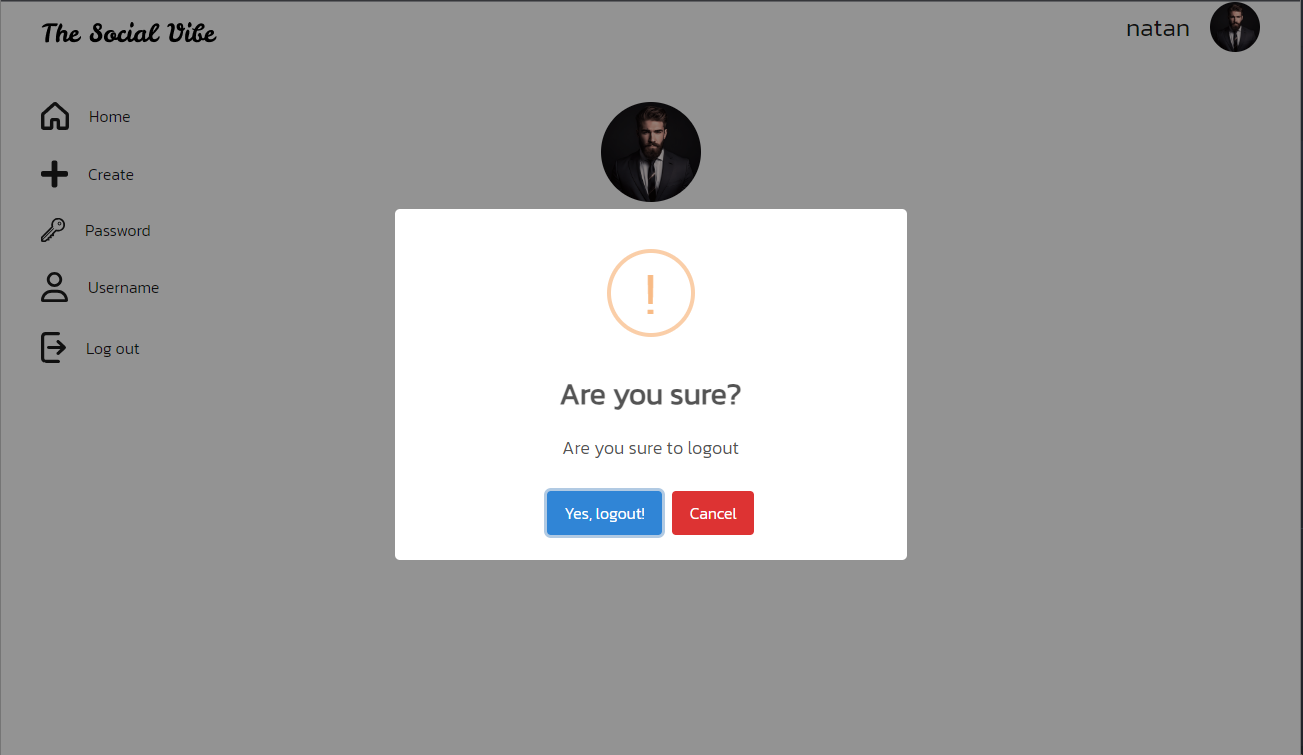 The Social Vibe
natan
Home
Create
Password
Username
Log out
!
Are you sure?
Are you sure to logout
Yes, logout!
Cancel